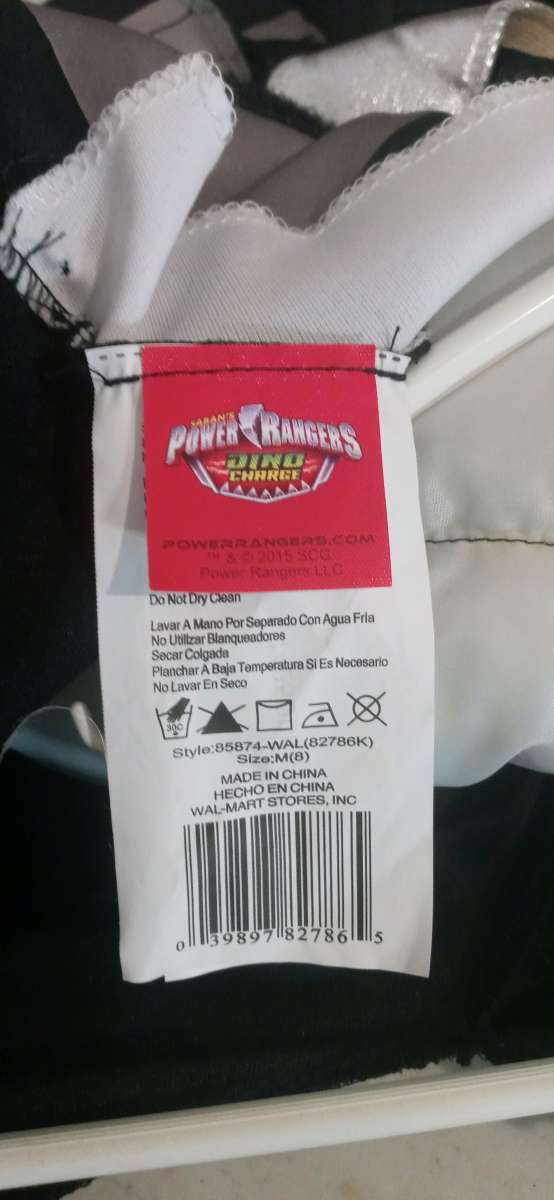 SABAN'S
POWER RANGERS
DINO
CHARGE
POWERRANGERS.COM
™ & © 2015 SCG
Power Rangers LLC
Do Not Dry Clean
Lavar A Mano Por Separado Con Agua Fria
No Utilizar Blanqueadores
Secar Colgada
Planchar A Baja Temperatura Si Es Necesario
No Lavar En Seco
30C
Style:85874-WAL(82786K)
Size:M(8)
MADE IN CHINA
HECHO EN CHINA
WAL-MART STORES, INC
0 39897 82786 5